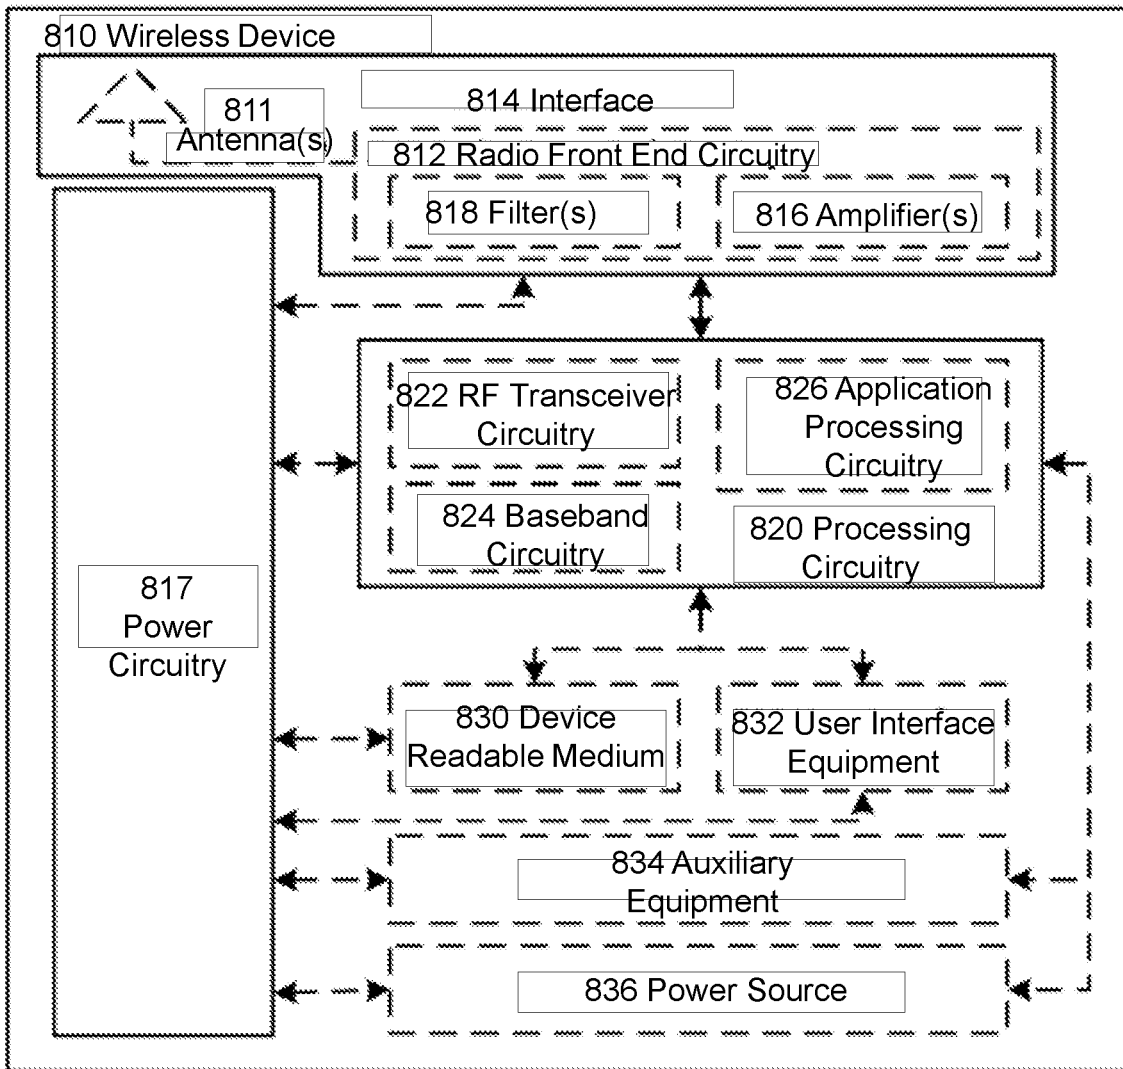 810 Wireless Device
811
Antenna(s)
814 Interface
812 Radio Front End Circuitry
818 Filter(s)
816 Amplifier(s)
822 RF Transceiver
Circuitry
826 Application
Processing
Circuitry
824 Baseband
Circuitry
820 Processing
Circuitry
817
Power
Circuitry
830 Device
Readable Medium
832 User Interface
Equipment
834 Auxiliary
Equipment
836 Power Source